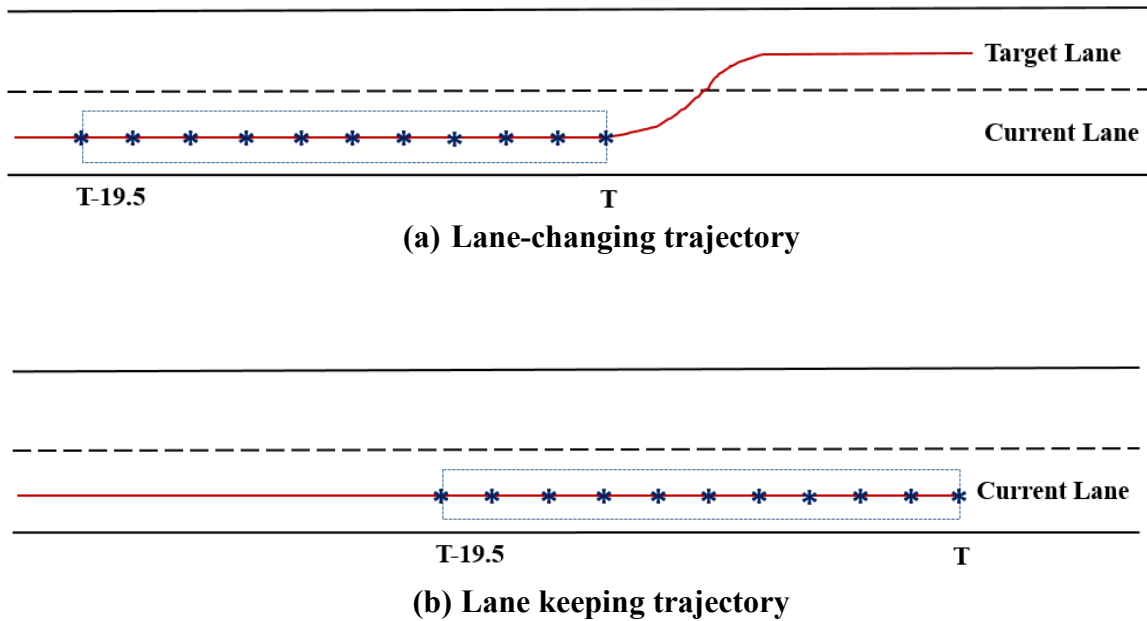 Target Lane
Current Lane
T-19.5 T
(a) Lane-changing trajectory
Current Lane
T-19.5 T
(b) Lane keeping trajectory